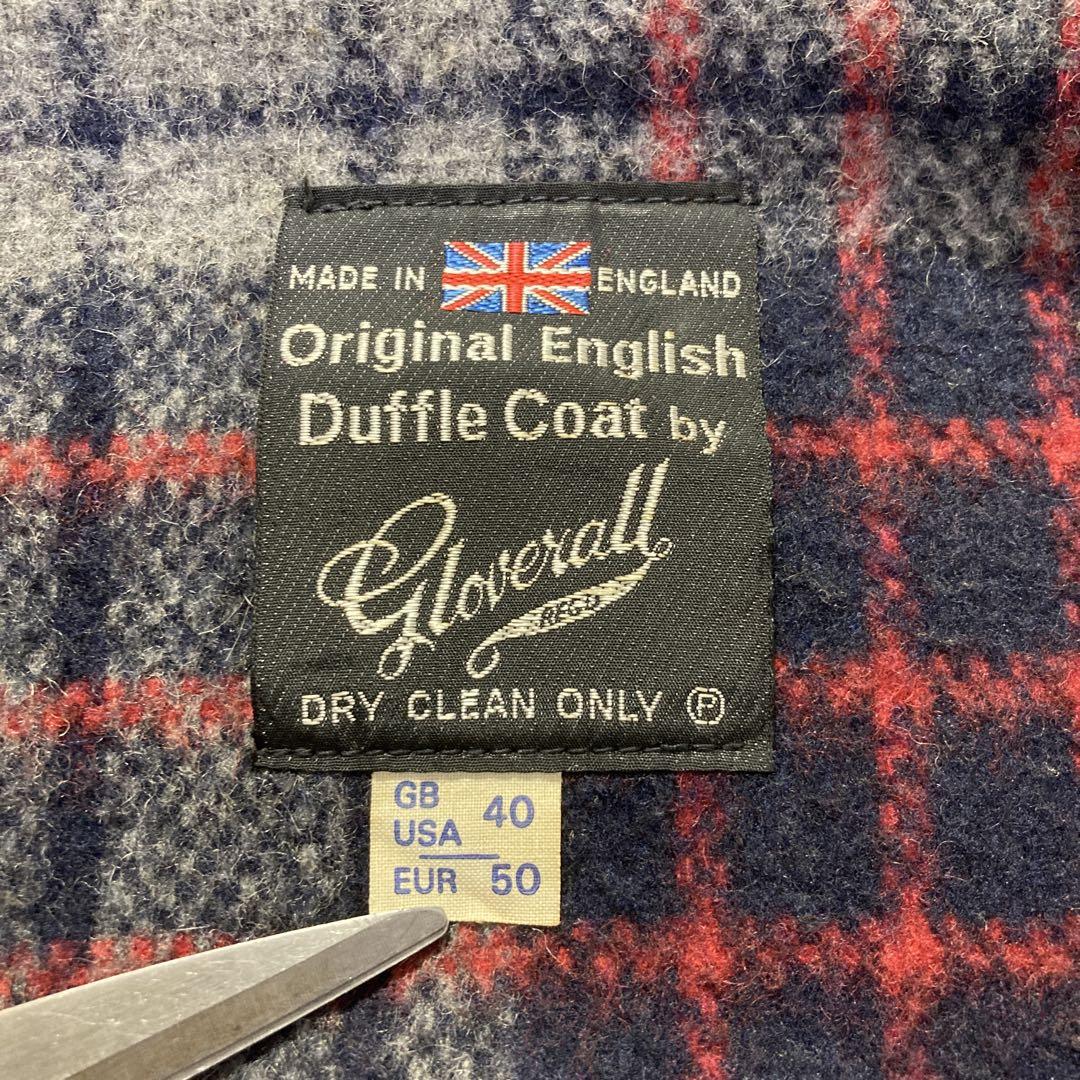 MADE IN ENGLAND
Original English
Duffle Coat by
Gloverall
REGD
DRY CLEAN ONLY Ⓟ
GB
USA 40
EUR 50